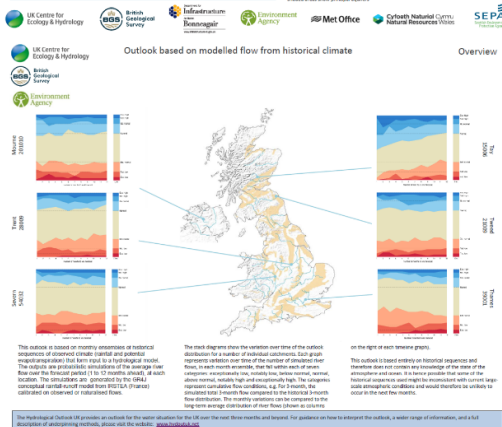 UK Centre for
Ecology & Hydrology
BGS
British
Geological
Survey
Infrastructure
Bonneagair
Environment
Agency
Met Office
Cyfoeth Naturiol Cymru
Natural Resources Wales
SEPA
UK Centre for
Ecology & Hydrology
Outlook based on modelled flow from historical climate
Overview
BGS
British
Geological
Survey
Environment
Agency
Mourne
Trent
Severn
Tay
Tweed
Thames
This outlook is based on monthly ensembles of historical
sequences of observed climate (rainfall and potential
evapotranspiration) that form input to a hydrological model.
The outputs are probabilistic simulations of the average river
flow over the forecast period (1 to 12 months ahead), at each
location. The simulations are generated by the GR4J
conceptual rainfall-runoff model from IRSTEA (France)
calibrated on observed or naturalised flows.
The stack diagrams show the variation over time of the outlook
distribution for a number of individual catchments. Each graph
represents variation over time of the number of simulated river
flows, in each month ensemble, that fall within each of seven
categories: exceptionally low, notably low, below normal, normal,
above normal, notably high and exceptionally high. The categories
represent cumulative flow conditions, e.g. For 3-month, the
simulated total 3-month flow compared to the historical 3-month
flow distribution. The monthly variations can be compared to the
long-term average distribution of river flows (shown as columns
on the right of each timeseries graph).
This outlook is based entirely on historical sequences and
therefore does not contain any knowledge of the state of the
atmosphere and ocean. It is hence possible that some of the
historical sequences used might be inconsistent with current large-
scale atmospheric conditions and would therefore be unlikely to
occur in the next few months.
The Hydrological Outlook UK provides an outlook for the water situation for the UK over the next three months and beyond. For guidance on how to interpret the outlook, a wider range of information, and a full
description of underpinning methods, please visit the website: www.hydoutuk.net